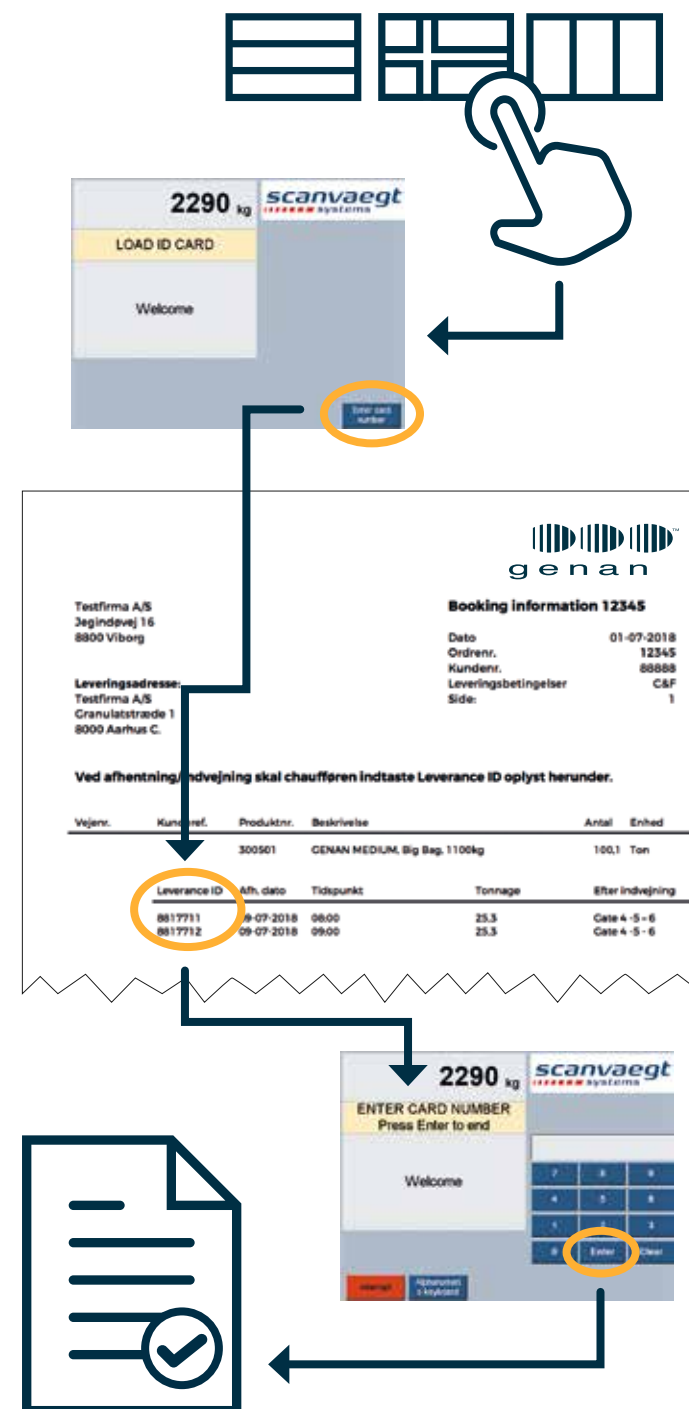 2290 kg
scanvaegt
systems
LOAD ID CARD
Welcome
Enter card
number
genan™
Testfirma A/S
Jegindøvej 16
8800 Viborg
Booking information 12345
Dato 01-07-2018
Ordrenr. 12345
Kundenr. 88888
Leveringsbetingelser C&F
Side: 1
Leveringsadresse:
Testfirma A/S
Granulatstræde 1
8000 Aarhus C.
Ved afhentning/indvejning skal chaufføren indtaste Leverance ID oplyst herunder.
Vejenr. Kunderef. Produktnr. Beskrivelse Antal Enhed
300501 GENAN MEDIUM, Big Bag, 1100kg 100,1 Ton
Leverance ID Afh. dato Tidspunkt Tonnage Efter indvejning
8817711 09-07-2018 08:00 25.3 Gate 4 -5 - 6
8817712 09-07-2018 09:00 25.3 Gate 4 -5 - 6
2290 kg
scanvaegt
systems
ENTER CARD NUMBER
Press Enter to end
Welcome
7 8 9
4 5 6
1 2 3
0 Enter Clear